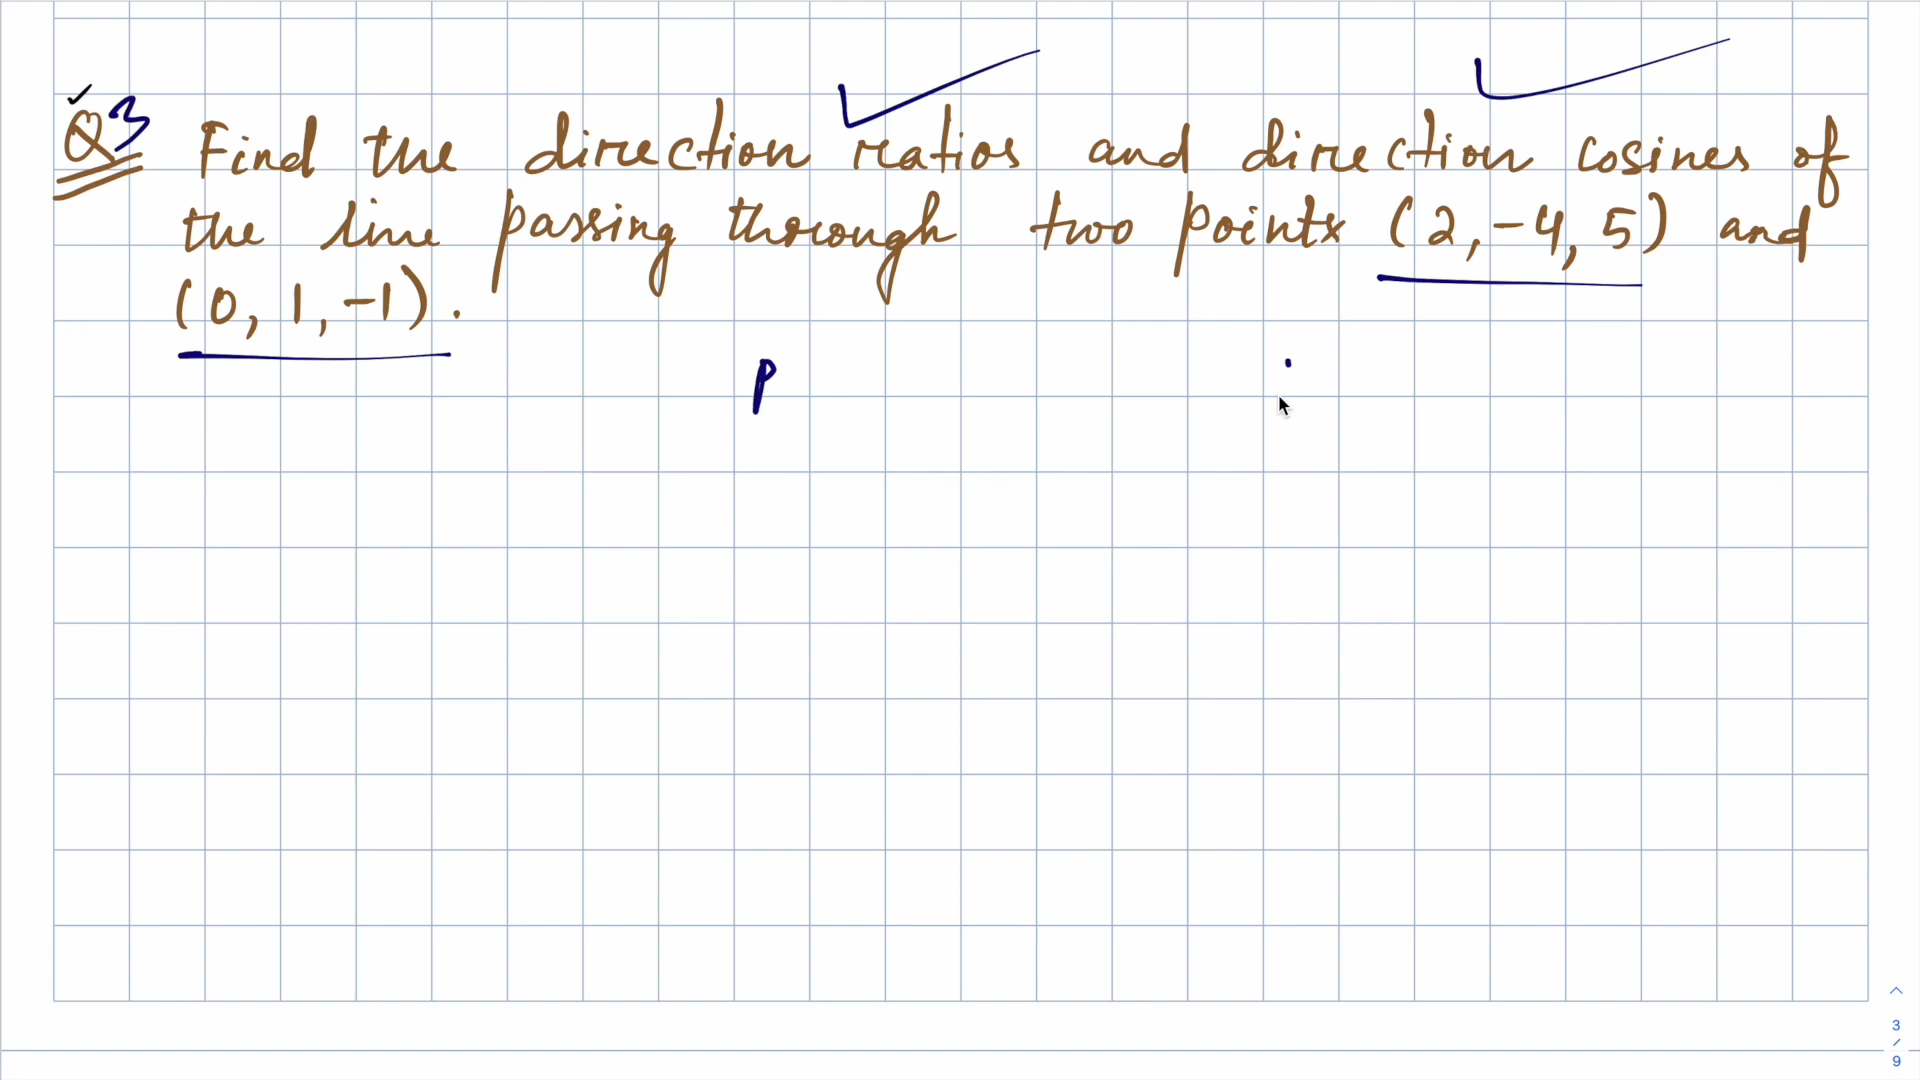 Q3 Find the direction ratios and direction cosines of
the line passing through two points (2, -4, 5) and
(0, 1, -1).
P
3
/
9